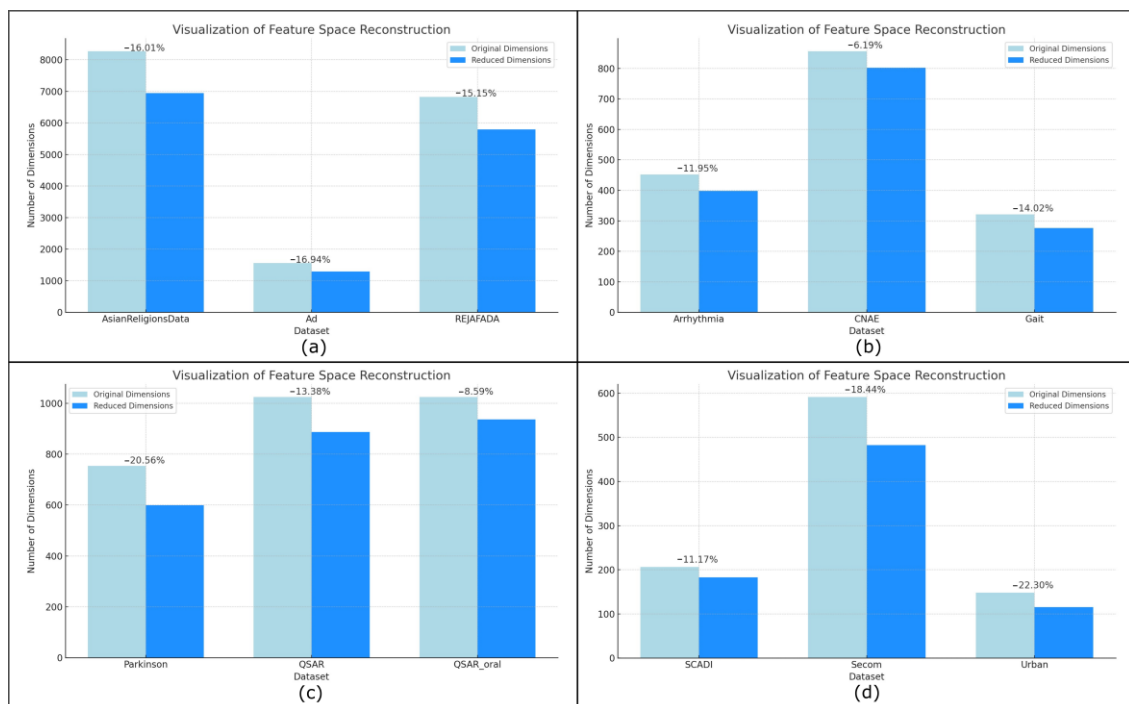 Visualization of Feature Space Reconstruction
Original Dimensions
Reduced Dimensions
−16.01%
−16.94%
−15.15%
Number of Dimensions
8000
7000
6000
5000
4000
3000
2000
1000
0
AsianReligionsData
Ad
REJAFADA
Dataset
(a)
Visualization of Feature Space Reconstruction
Original Dimensions
Reduced Dimensions
−11.95%
−6.19%
−14.02%
Number of Dimensions
800
700
600
500
400
300
200
100
0
Arrhythmia
CNAE
Gait
Dataset
(b)
Visualization of Feature Space Reconstruction
Original Dimensions
Reduced Dimensions
−20.56%
−13.38%
−8.59%
Number of Dimensions
1000
800
600
400
200
0
Parkinson
QSAR
QSAR_oral
Dataset
(c)
Visualization of Feature Space Reconstruction
Original Dimensions
Reduced Dimensions
−11.17%
−18.44%
−22.30%
Number of Dimensions
600
500
400
300
200
100
0
SCADI
Secom
Urban
Dataset
(d)